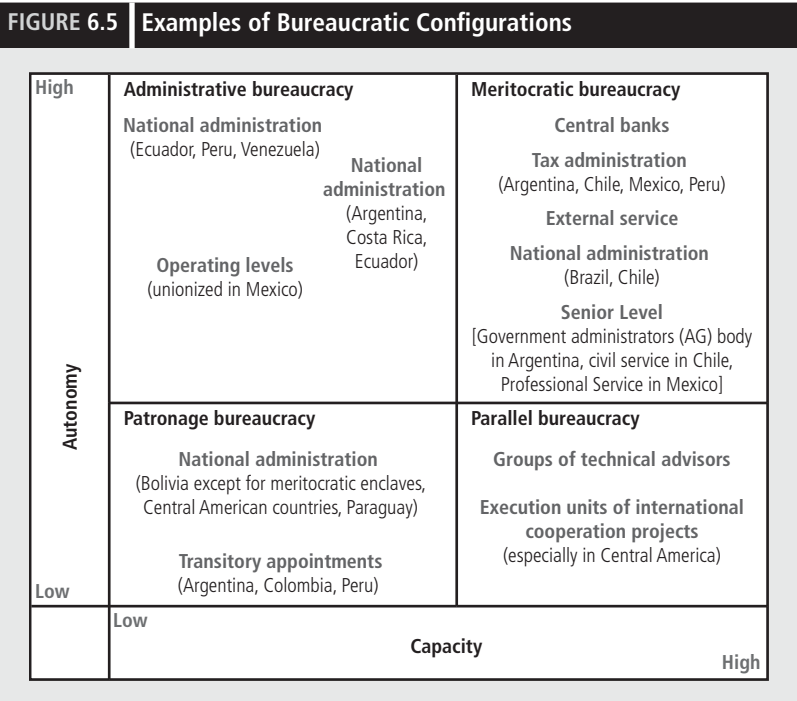 FIGURE 6.5 Examples of Bureaucratic Configurations
High
Administrative bureaucracy
National administration
(Ecuador, Peru, Venezuela)
National
administration
(Argentina,
Costa Rica,
Ecuador)
Operating levels
(unionized in Mexico)
Meritocratic bureaucracy
Central banks
Tax administration
(Argentina, Chile, Mexico, Peru)
External service
National administration
(Brazil, Chile)
Senior Level
[Government administrators (AG) body
in Argentina, civil service in Chile,
Professional Service in Mexico]
Autonomy
Patronage bureaucracy
National administration
(Bolivia except for meritocratic enclaves,
Central American countries, Paraguay)
Transitory appointments
(Argentina, Colombia, Peru)
Parallel bureaucracy
Groups of technical advisors
Execution units of international
cooperation projects
(especially in Central America)
Low
Low
Capacity
High